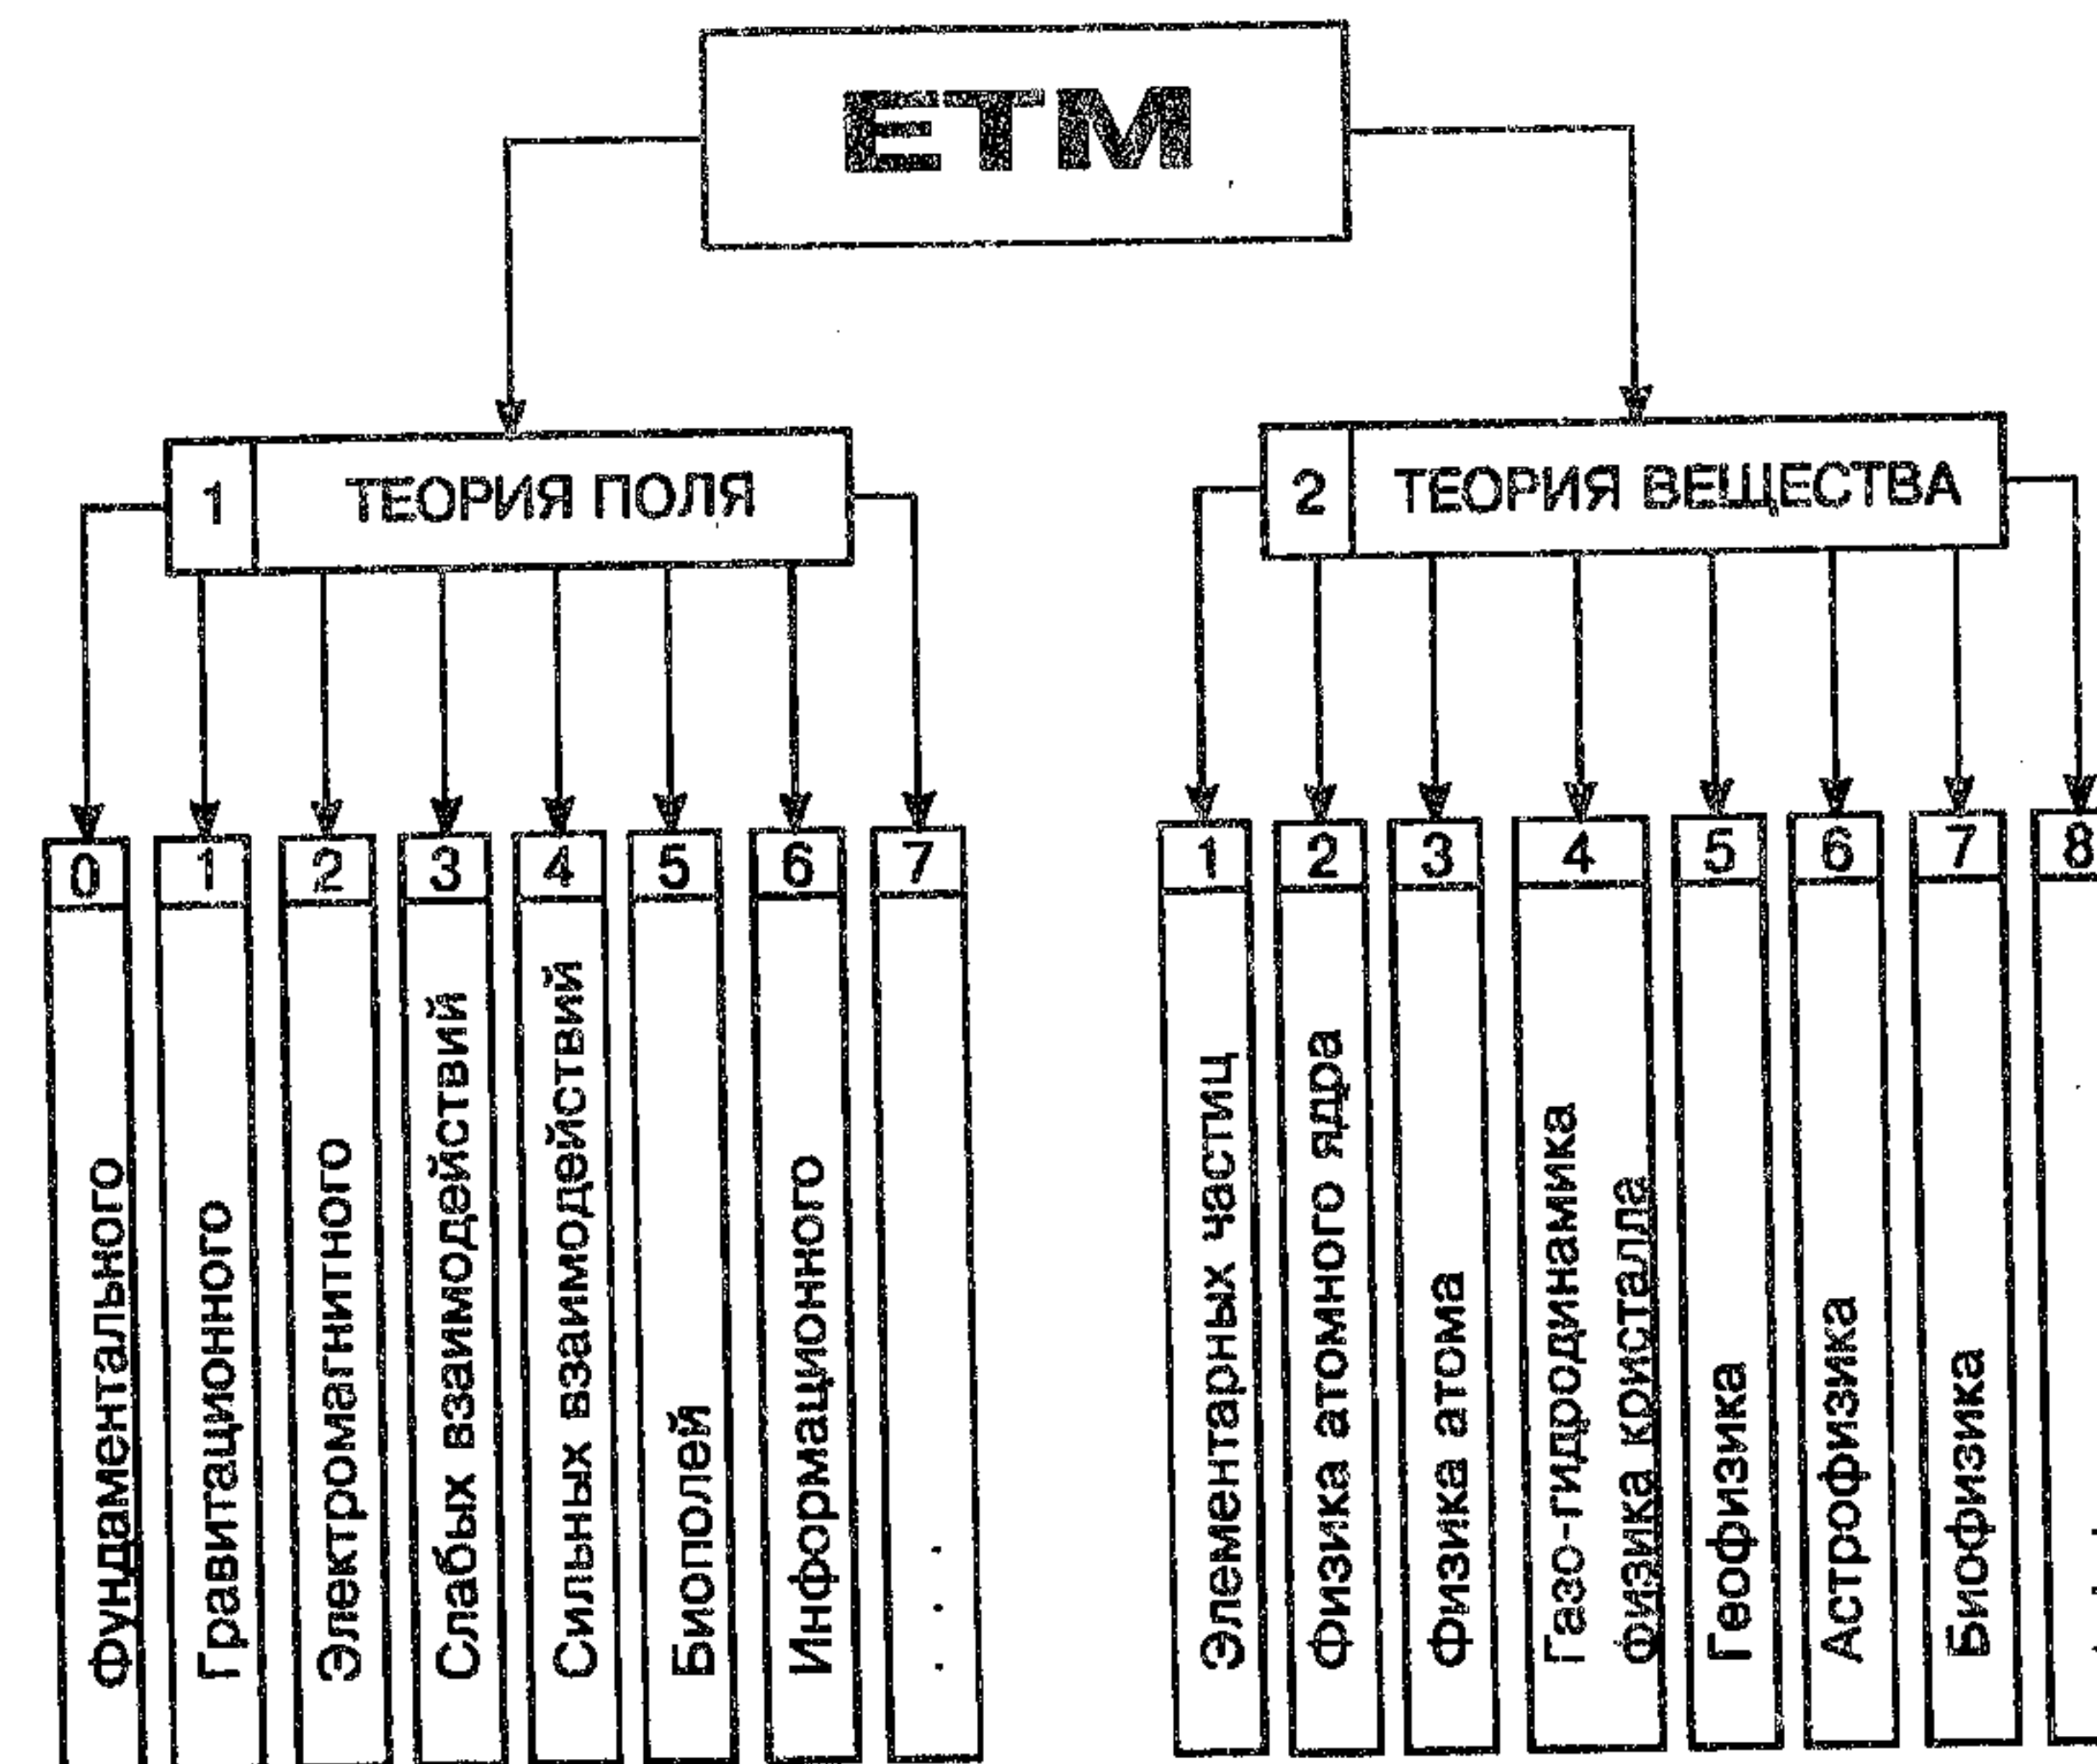 ЕТМ
1 ТЕОРИЯ ПОЛЯ
2 ТЕОРИЯ ВЕЩЕСТВА
0 Фундаментального
1 Гравитационного
2 Электромагнитного
3 Слабых взаимодействий
4 Сильных взаимодействий
5 Биополей
6 Информационного
7 . . .
1 Элементарных частиц
2 Физика атомного ядра
3 Физика атома
4 Газо-гидродинамика
физика кристалла
5 Геофизика
6 Астрофизика
7 Биофизика
8 . . .